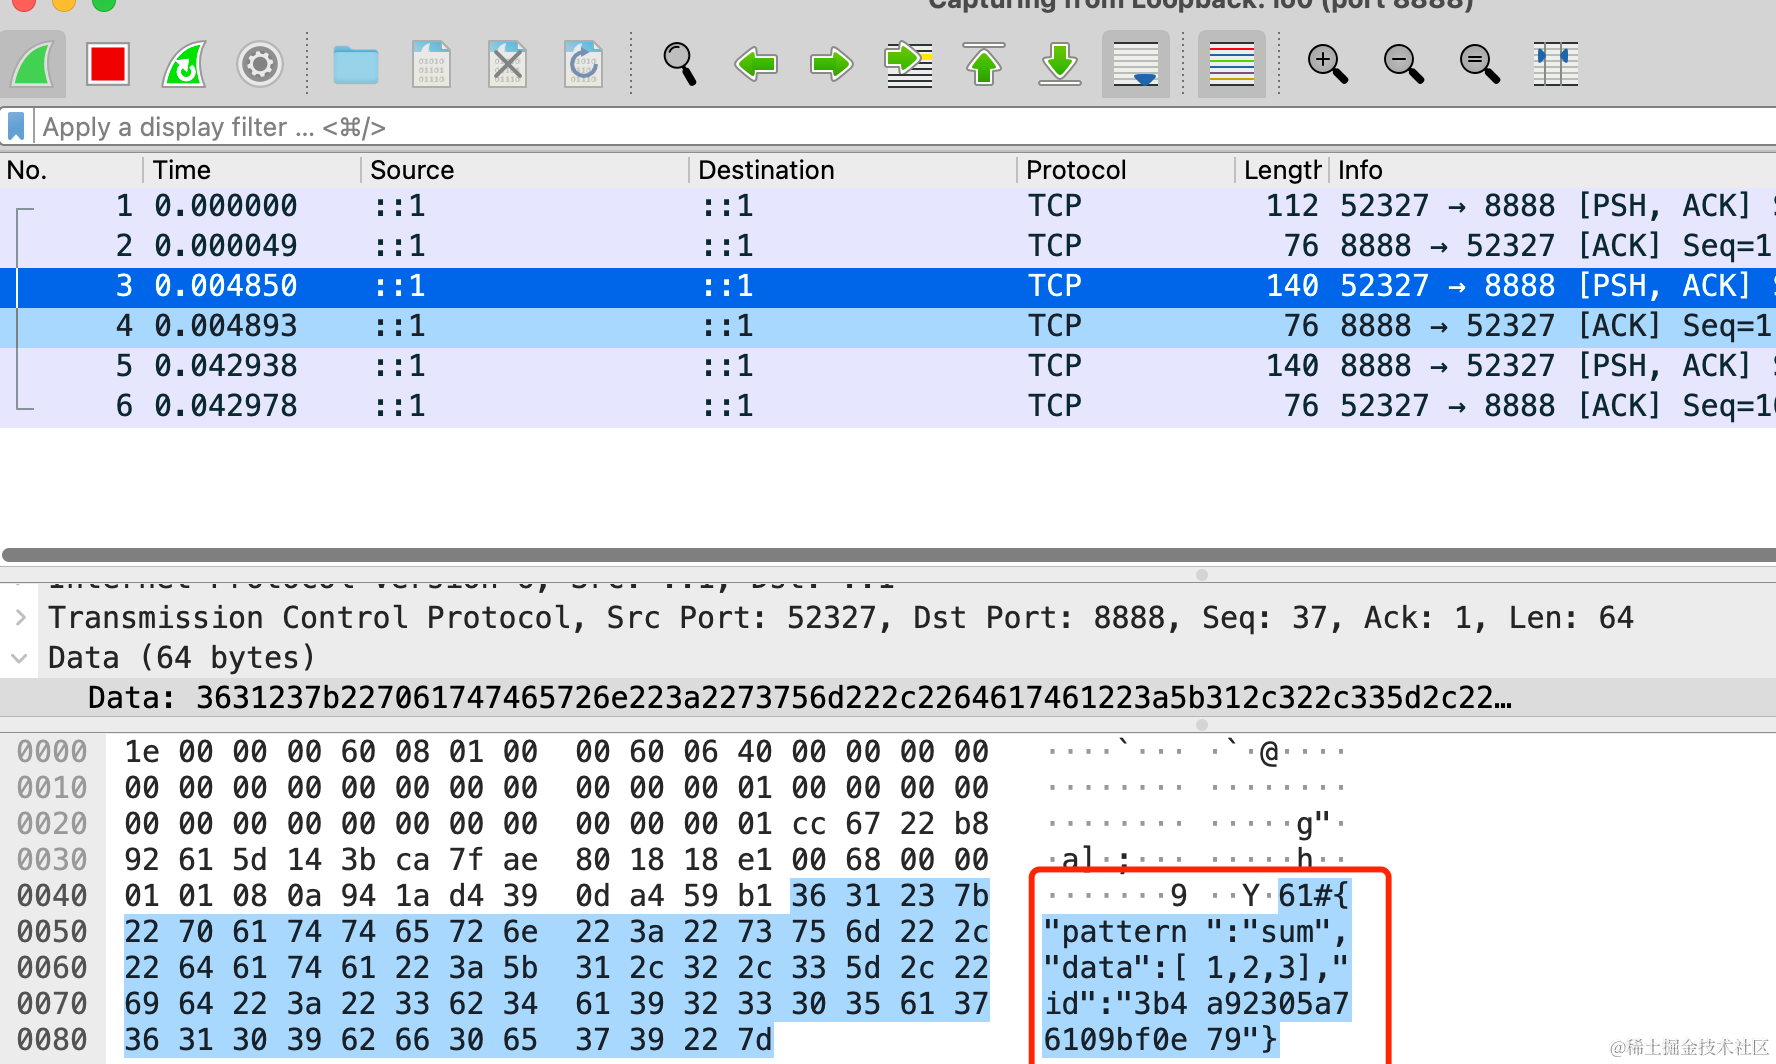 Capturing from Loopback: lo0 (port 8888)
Apply a display filter ... <⌘/>
No. Time Source Destination Protocol Length Info
1 0.000000 ::1 ::1 TCP 112 52327 → 8888 [PSH, ACK]
2 0.000049 ::1 ::1 TCP 76 8888 → 52327 [ACK] Seq=1
3 0.004850 ::1 ::1 TCP 140 52327 → 8888 [PSH, ACK]
4 0.004893 ::1 ::1 TCP 76 8888 → 52327 [ACK] Seq=1
5 0.042938 ::1 ::1 TCP 140 8888 → 52327 [PSH, ACK]
6 0.042978 ::1 ::1 TCP 76 52327 → 8888 [ACK] Seq=10
Internet Protocol Version 6, Src: ::1, Dst: ::1
Transmission Control Protocol, Src Port: 52327, Dst Port: 8888, Seq: 37, Ack: 1, Len: 64
Data (64 bytes)
Data: 3631237b227061747465726e223a2273756d222c2264617461223a5b312c322c335d2c22…
0000 1e 00 00 00 60 08 01 00 00 60 06 40 00 00 00 00 ····`··· ·`·@····
0010 00 00 00 00 00 00 00 00 00 00 00 01 00 00 00 00 ········ ········
0020 00 00 00 00 00 00 00 00 00 00 00 01 cc 67 22 b8 ········ ·····g"·
0030 92 61 5d 14 3b ca 7f ae 80 18 18 e1 00 68 00 00 ·a]·;··· ·····h··
0040 01 01 08 0a 94 1a d4 39 0d a4 59 b1 36 31 23 7b ·······9 ··Y·61#{
0050 22 70 61 74 74 65 72 6e 22 3a 22 73 75 6d 22 2c "pattern ":"sum",
0060 22 64 61 74 61 22 3a 5b 31 2c 32 2c 33 5d 2c 22 "data":[ 1,2,3],"
0070 69 64 22 3a 22 33 62 34 61 39 32 33 30 35 61 37 id":"3b4 a92305a7
0080 36 31 30 39 62 66 30 65 37 39 22 7d 6109bf0e 79"}
@稀土掘金技术社区